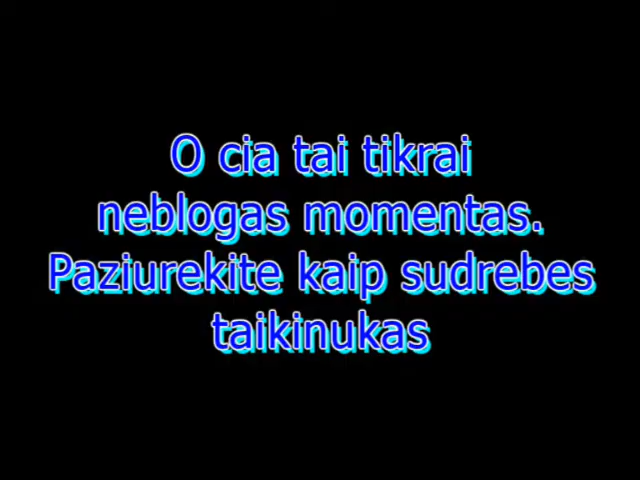 O cia tai tikrai
neblogas momentas.
Paziurekite kaip sudrebes
taikinukas